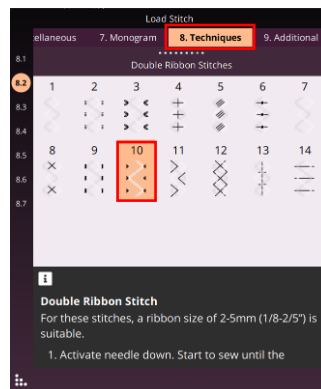 Load Stitch
ellaneous 7. Monogram 8. Techniques 9. Additional
Double Ribbon Stitches
8.1
8.2
8.3
8.4
8.5
8.6
8.7
1 2 3 4 5 6 7
8 9 10 11 12 13 14
i
Double Ribbon Stitch
For these stitches, a ribbon size of 2-5mm (1/8-2/5") is
suitable.
1. Activate needle down. Start to sew until the